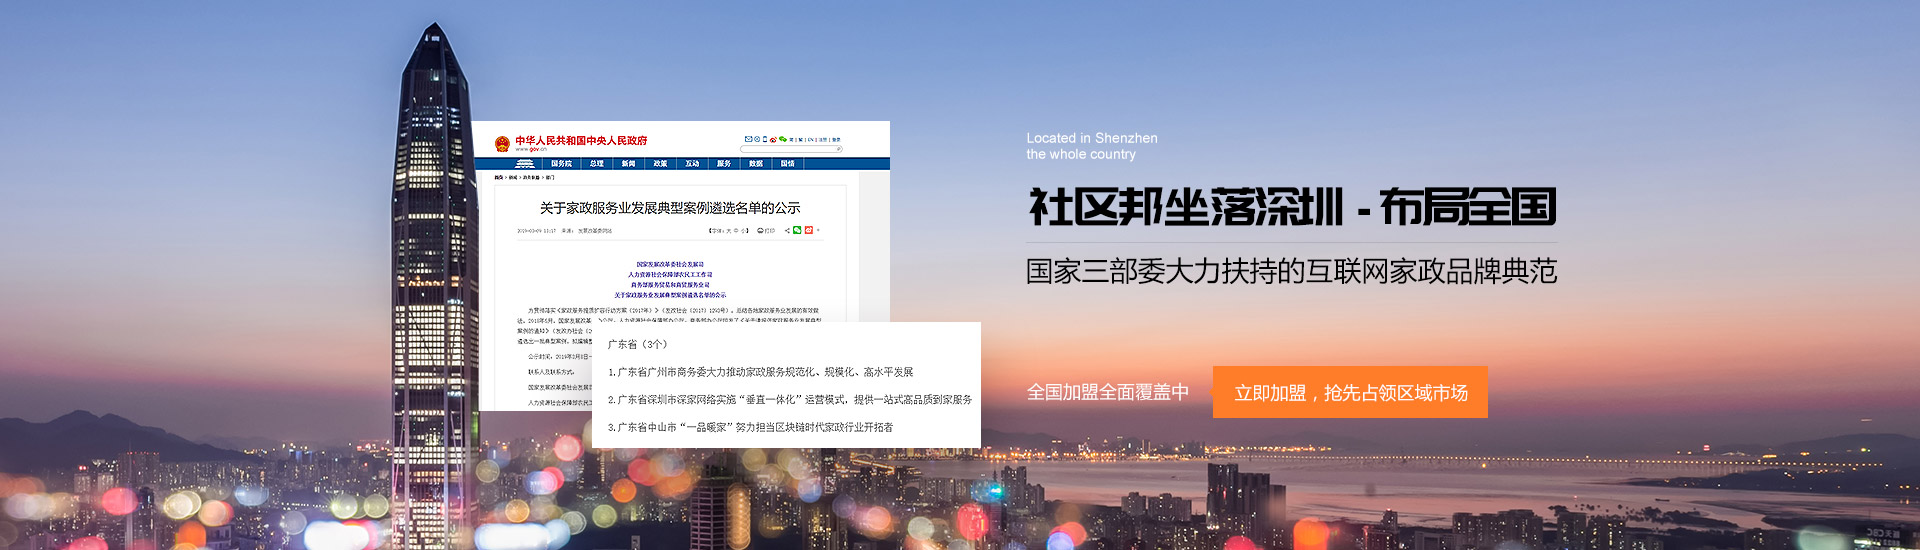 中华人民共和国中央人民政府
www.gov.cn
国务院 总理 新闻 政策 互动 服务 数据 国情
关于家政服务业发展典型案例遴选名单的公示
国家发展改革委社会发展司
人力资源社会保障部农民工工作司
商务部服务贸易和商贸服务业司
关于家政服务业发展典型案例遴选名单的公示
联系人及联系方式:
广东省（3个）
1.广东省广州市商务委大力推动家政服务规范化、规模化、高水平发展
2.广东省深圳市深家网络实施“垂直一体化”运营模式，提供一站式高品质到家服务
3.广东省中山市“一品暖家”努力担当区块链时代家政行业开拓者
Located in Shenzhen
the whole country
社区邦坐落深圳 - 布局全国
国家三部委大力扶持的互联网家政品牌典范
全国加盟全面覆盖中
立即加盟，抢先占领区域市场